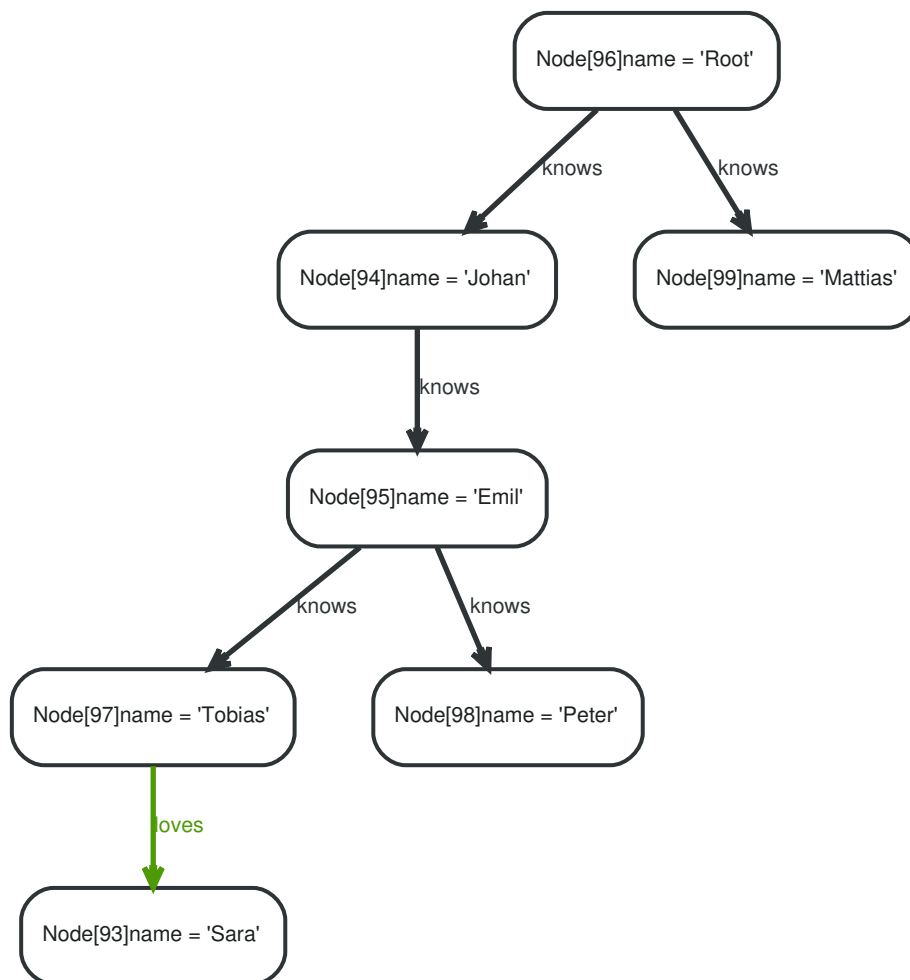 Node[96]name = 'Root'
knows
knows
Node[94]name = 'Johan'
Node[99]name = 'Mattias'
knows
Node[95]name = 'Emil'
knows
knows
Node[97]name = 'Tobias'
Node[98]name = 'Peter'
loves
Node[93]name = 'Sara'